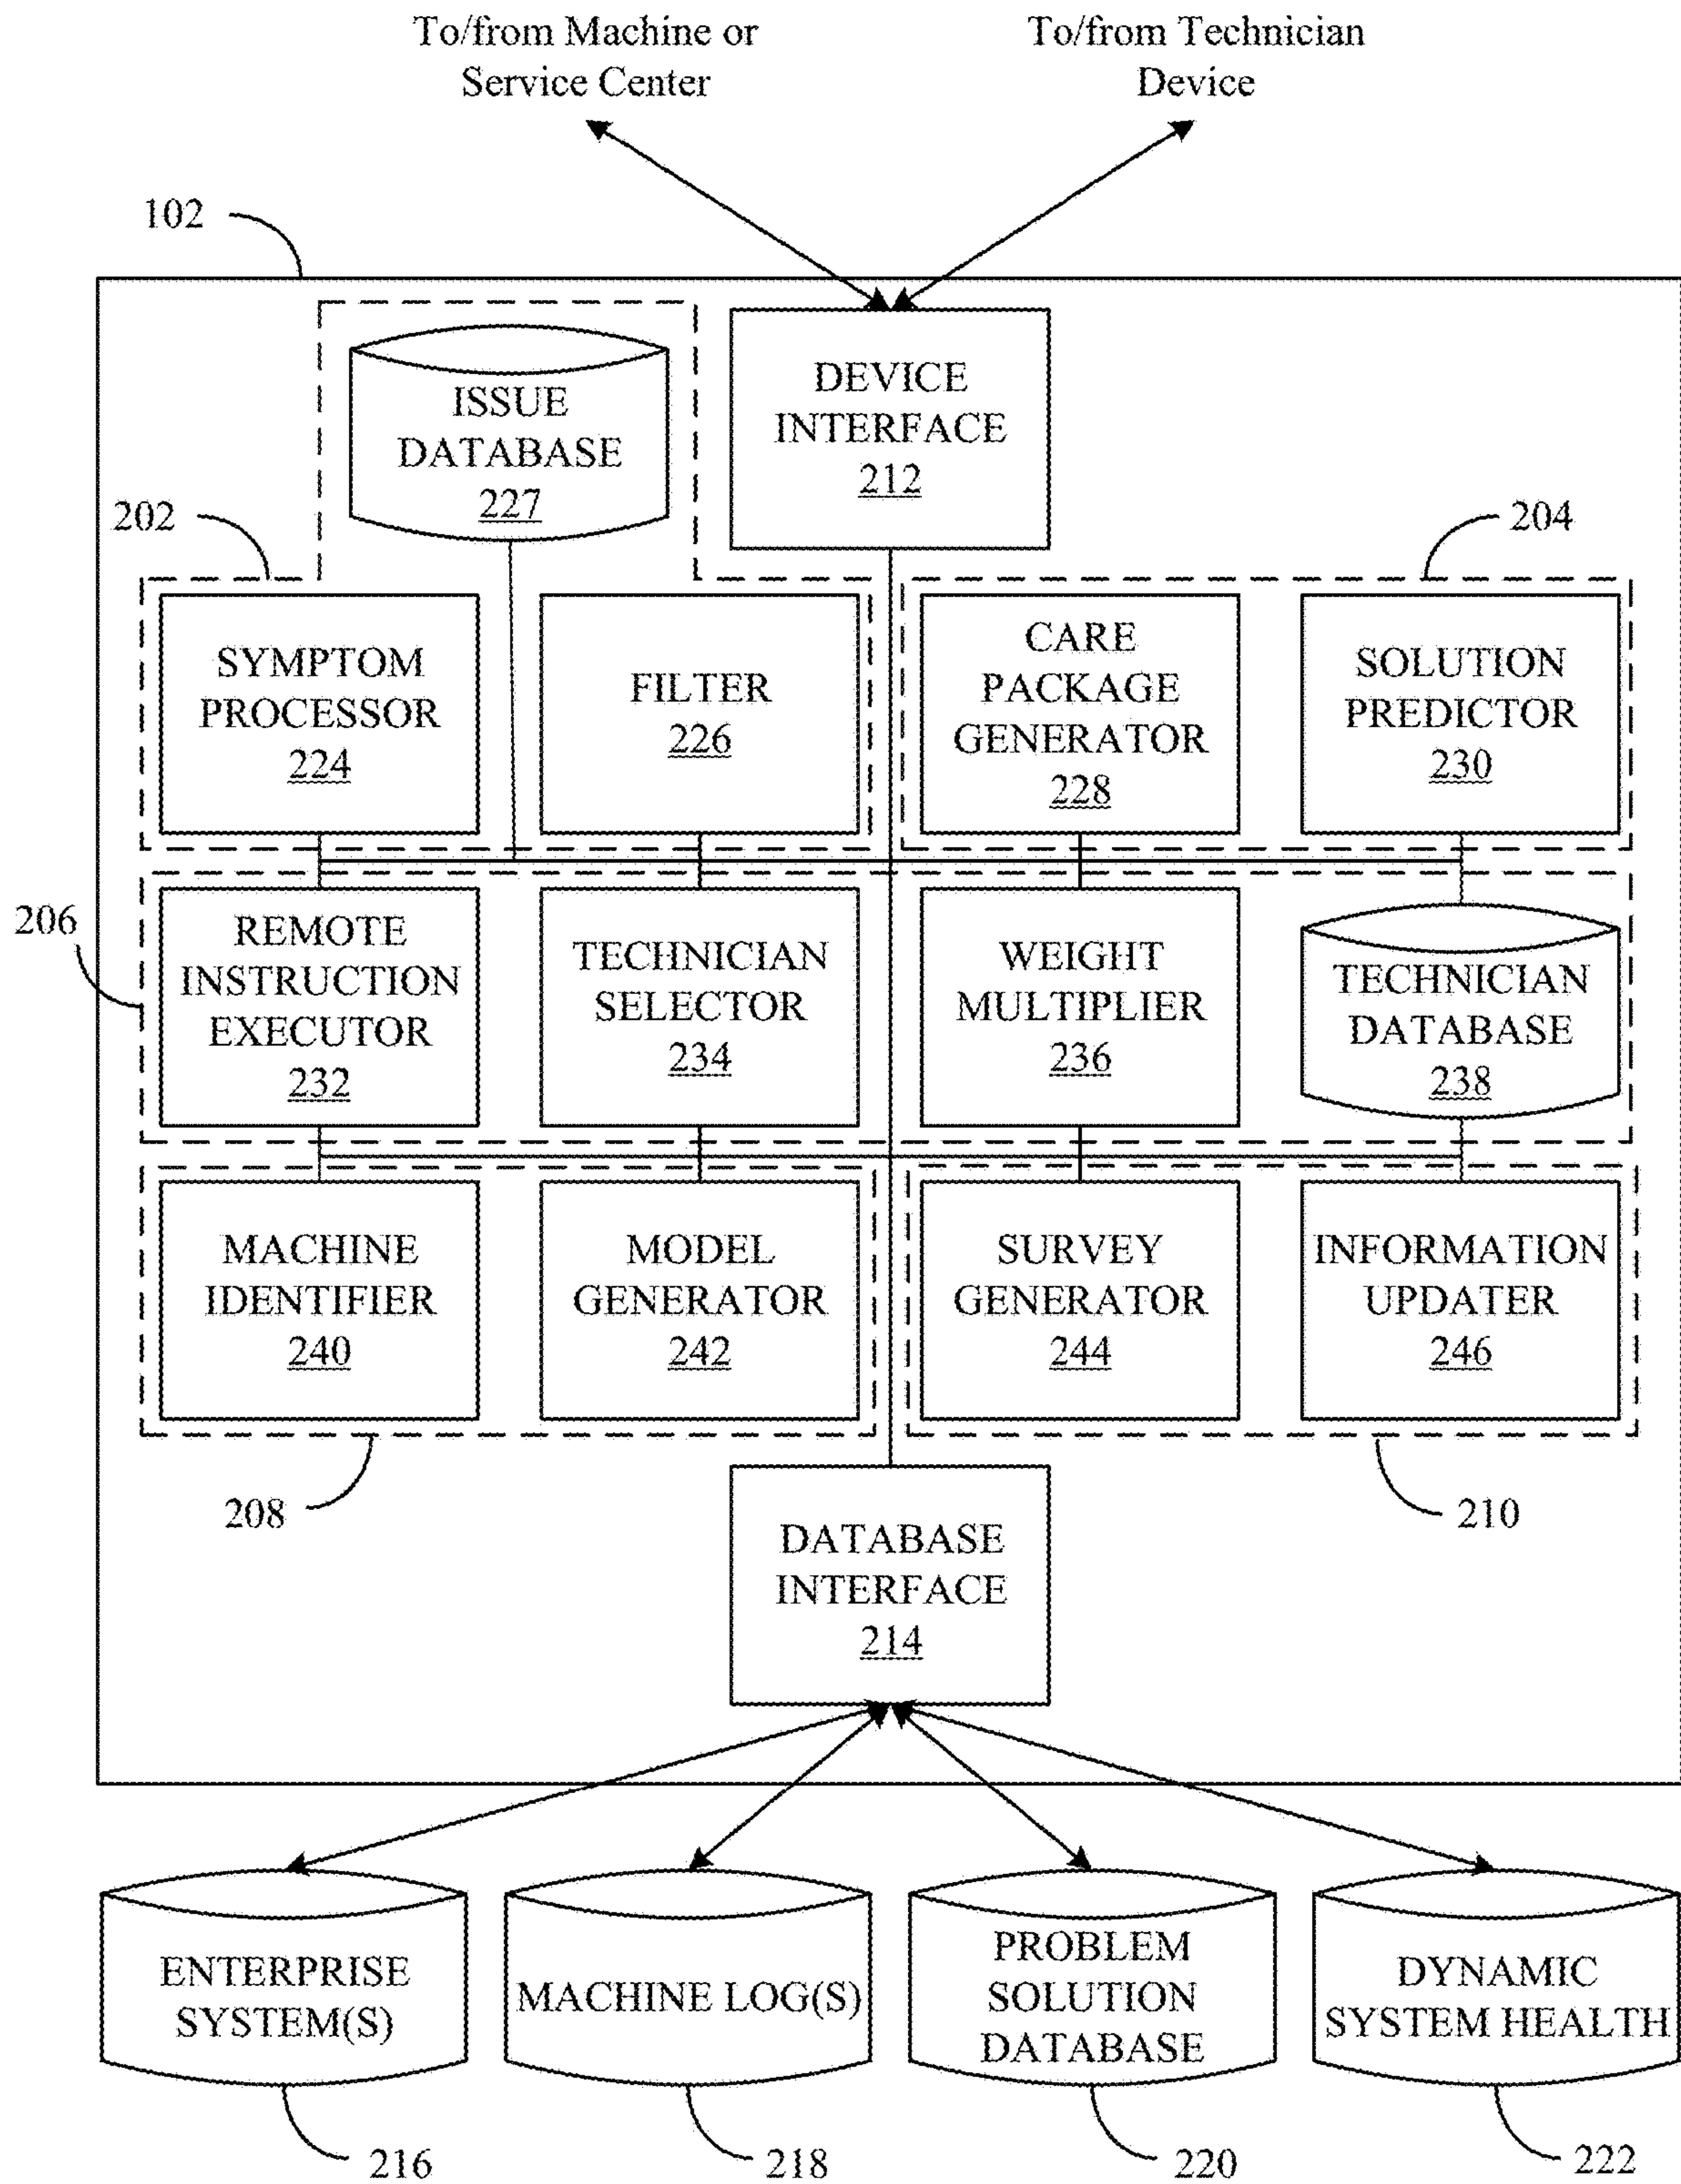 To/from Machine or
Service Center
To/from Technician
Device
102
ISSUE
DATABASE
227
DEVICE
INTERFACE
212
202
204
SYMPTOM
PROCESSOR
224
FILTER
226
CARE
PACKAGE
GENERATOR
228
SOLUTION
PREDICTOR
230
206
REMOTE
INSTRUCTION
EXECUTOR
232
TECHNICIAN
SELECTOR
234
WEIGHT
MULTIPLIER
236
TECHNICIAN
DATABASE
238
MACHINE
IDENTIFIER
240
MODEL
GENERATOR
242
SURVEY
GENERATOR
244
INFORMATION
UPDATER
246
208
210
DATABASE
INTERFACE
214
ENTERPRISE
SYSTEM(S)
MACHINE LOG(S)
PROBLEM
SOLUTION
DATABASE
DYNAMIC
SYSTEM HEALTH
216
218
220
222